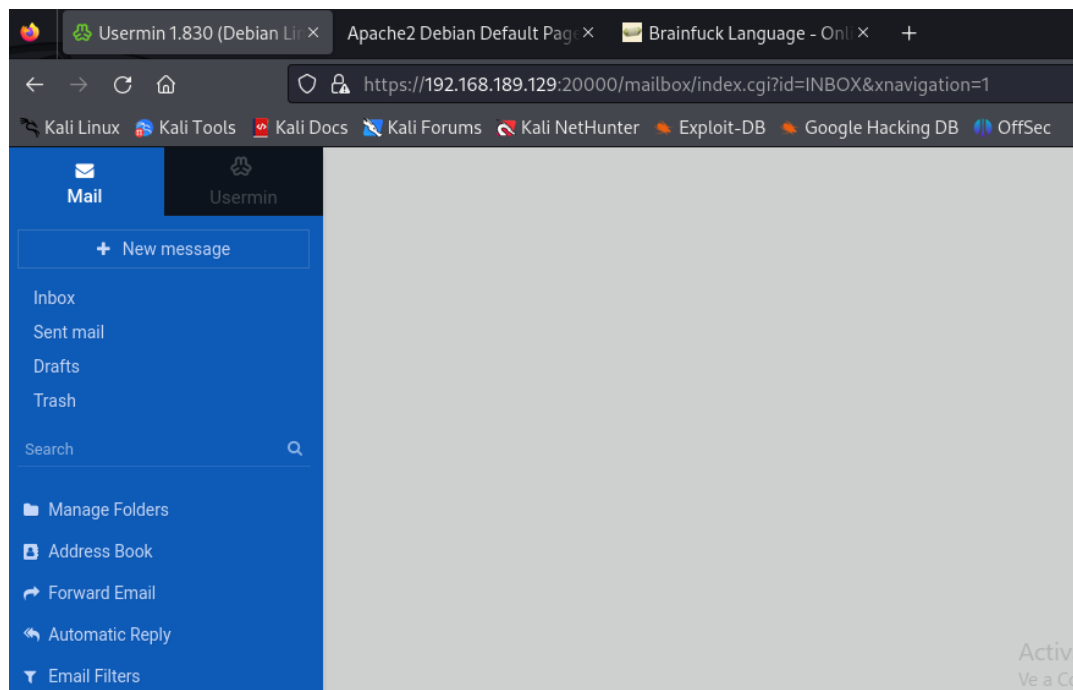 Usermin 1.830 (Debian Lin
Apache2 Debian Default Page
Brainfuck Language - Onli
https://192.168.189.129:20000/mailbox/index.cgi?id=INBOX&xnavigation=1
Kali Linux Kali Tools Kali Docs Kali Forums Kali NetHunter Exploit-DB Google Hacking DB OffSec
Mail Usermin
+ New message
Inbox
Sent mail
Drafts
Trash
Search
Manage Folders
Address Book
Forward Email
Automatic Reply
Email Filters
Activ
Ve a Co